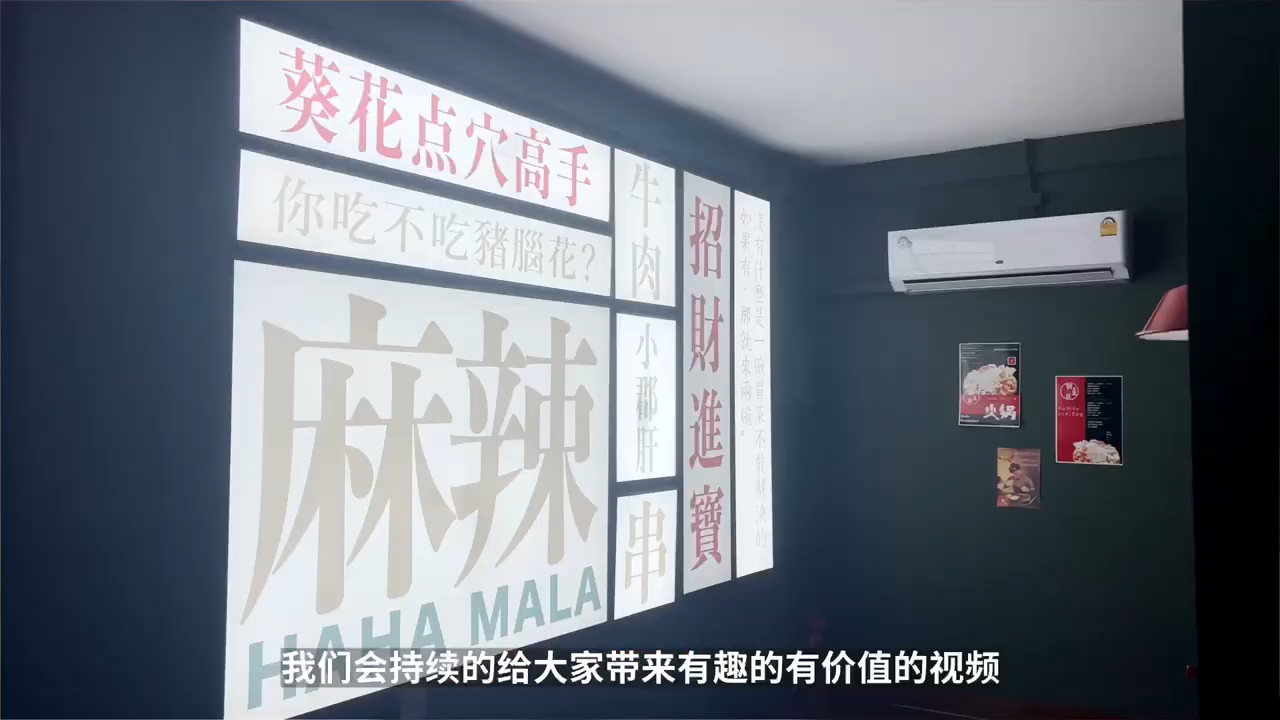 葵花点穴高手
你吃不吃豬腦花?
麻辣
HAHA MALA
牛肉
小郡肝
串
招財進寶
沒有什麼是一碗冒菜不能解決的
如果有,那就來兩碗。
火锅
我们会持续的给大家带来有趣的有价值的视频